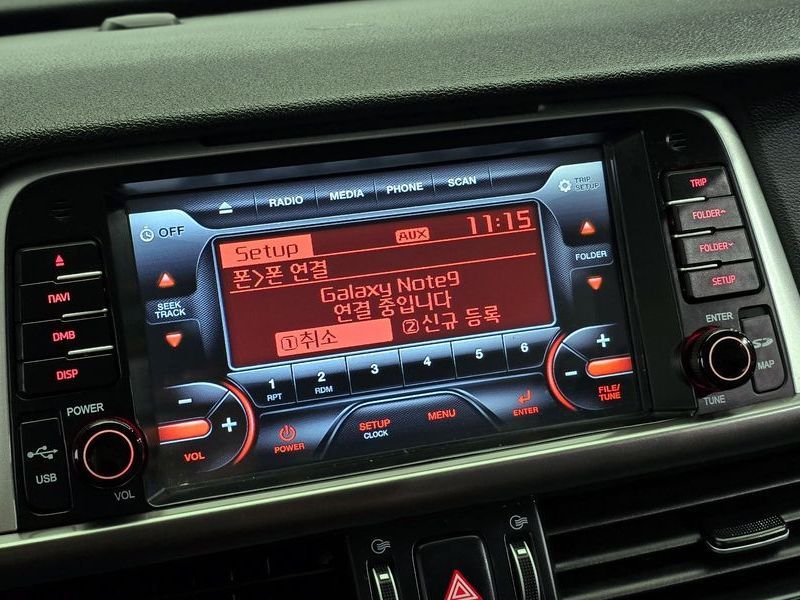 RADIO MEDIA PHONE SCAN
OFF
TRIP
SETUP
SEEK
TRACK
FOLDER
Setup AUX 11:15
폰>폰 연결
Galaxy Note9
연결 중입니다
①취소 ②신규 등록
1 2 3 4 5 6
RPT RDM
VOL
POWER
SETUP
CLOCK
MENU
ENTER
FILE/
TUNE
NAVI
DMB
DISP
POWER
VOL
USB
TRIP
FOLDER
FOLDER
SETUP
ENTER
TUNE
SD
MAP